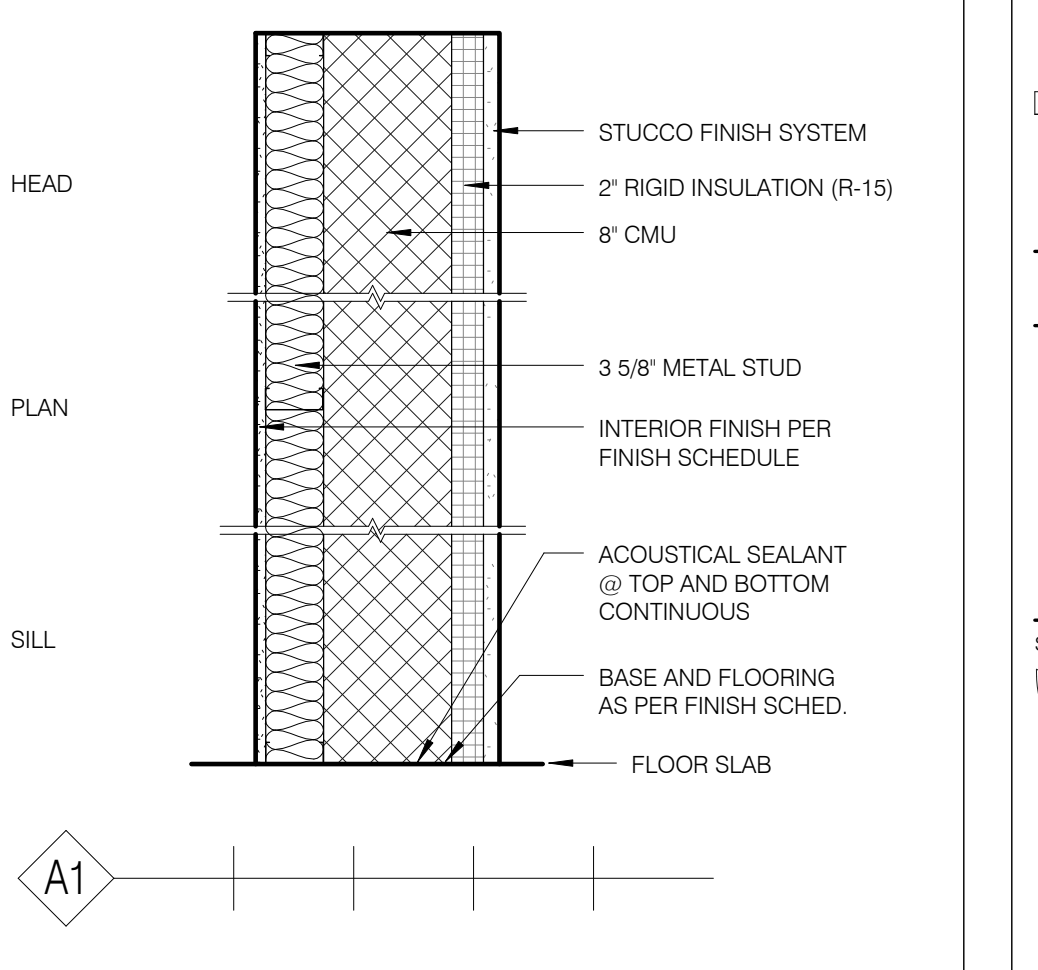 HEAD
PLAN
SILL
STUCCO FINISH SYSTEM
2" RIGID INSULATION (R-15)
8" CMU
3 5/8" METAL STUD
INTERIOR FINISH PER
FINISH SCHEDULE
ACOUSTICAL SEALANT
@ TOP AND BOTTOM
CONTINUOUS
BASE AND FLOORING
AS PER FINISH SCHED.
FLOOR SLAB
A1